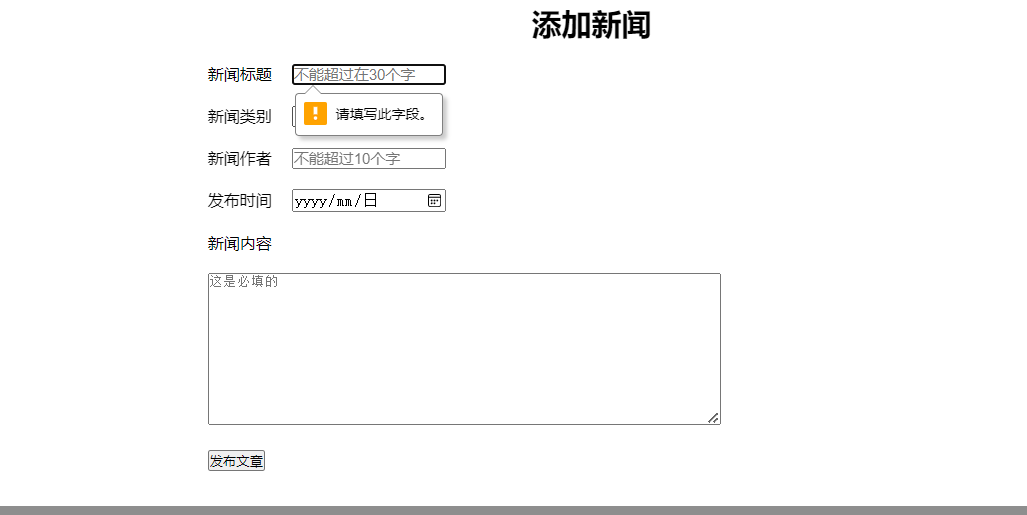 添加新闻
新闻标题 不能超过在30个字
请填写此字段。
新闻类别
新闻作者 不能超过10个字
发布时间 yyyy/mm/日
新闻内容
这是必填的
发布文章